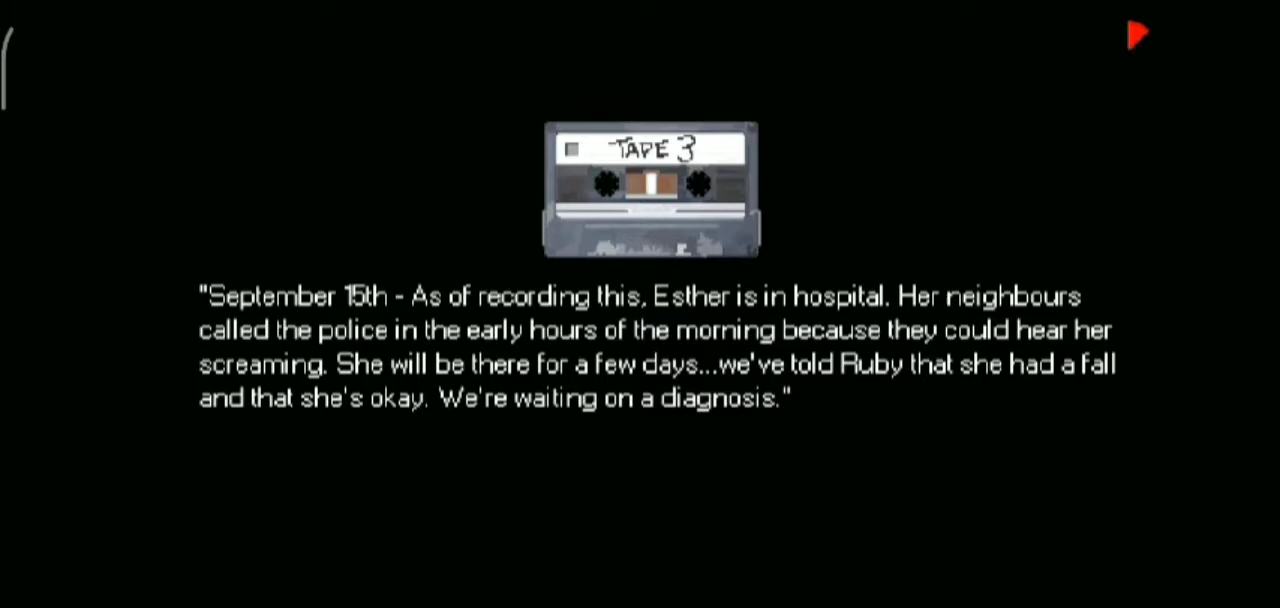 TAPE 3
"September 15th - As of recording this, Esther is in hospital. Her neighbours
called the police in the early hours of the morning because they could hear her
screaming. She will be there for a few days...we've told Ruby that she had a fall
and that she's okay. We're waiting on a diagnosis."